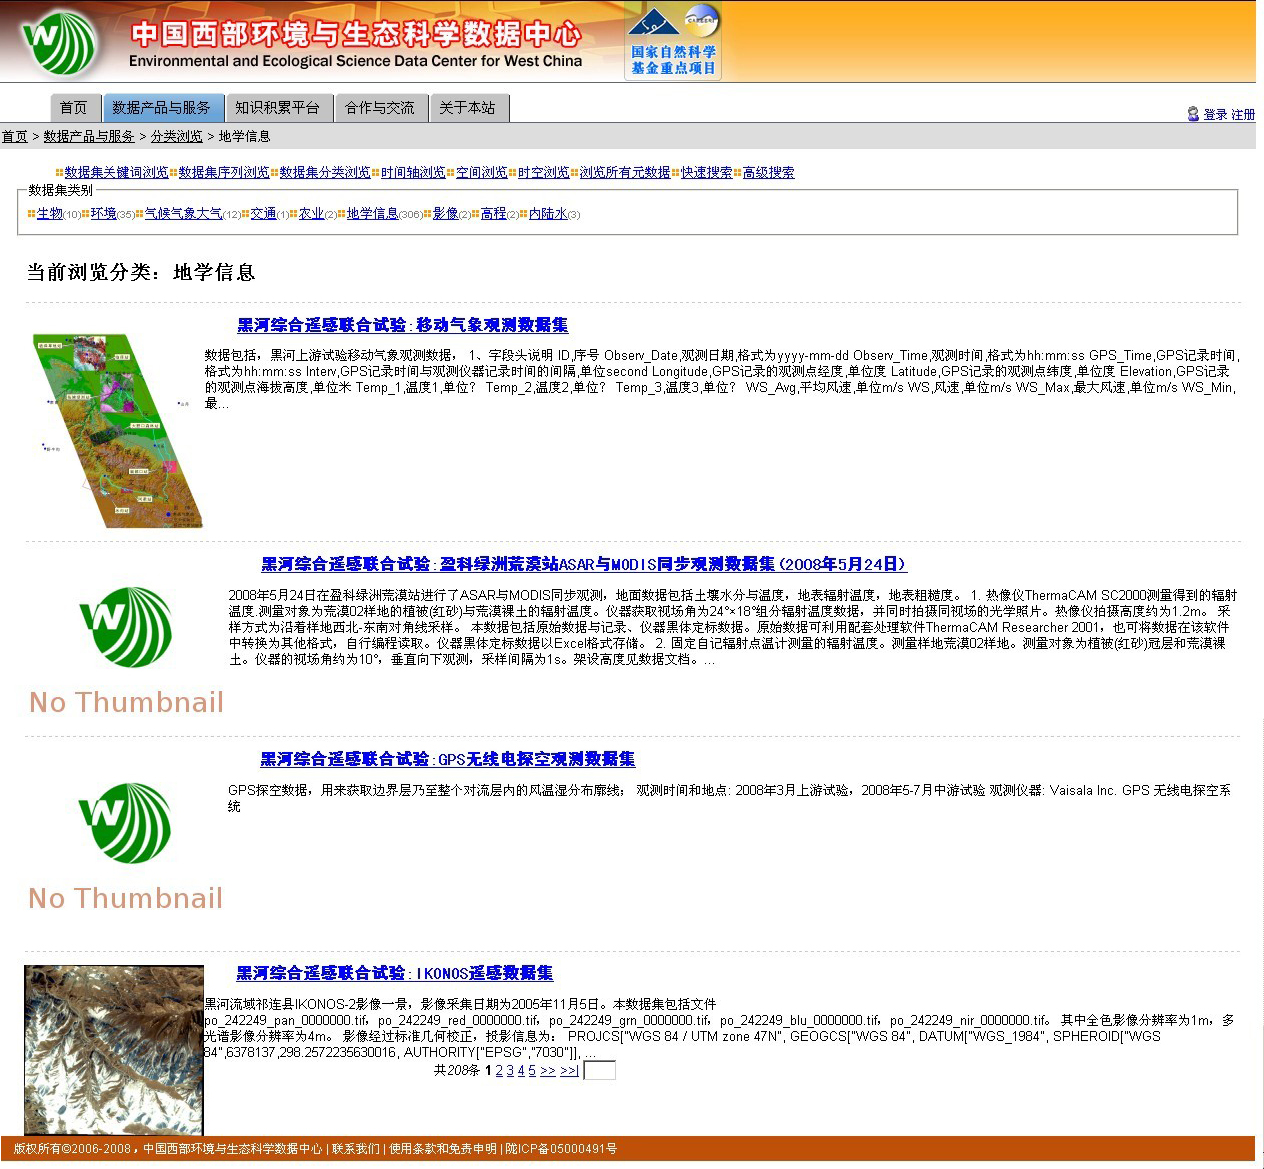 中国西部环境与生态科学数据中心
Environmental and Ecological Science Data Center for West China
国家自然科学
基金重点项目
首页 数据产品与服务 知识积累平台 合作与交流 关于本站
登录 注册
首页 > 数据产品与服务 > 分类浏览 > 地学信息
数据集关键词浏览 数据集序列浏览 数据集分类浏览 时间轴浏览 空间浏览 时空浏览 浏览所有元数据 快速搜索 高级搜索
数据集类别
生物(10) 环境(35) 气候气象大气(12) 交通(1) 农业(2) 地学信息(306) 影像(2) 高程(2) 内陆水(3)
当前浏览分类：地学信息
黑河综合遥感联合试验:移动气象观测数据集
数据包括，黑河上游试验移动气象观测数据， 1、字段头说明 ID,序号 Observ_Date,观测日期,格式为yyyy-mm-dd Observ_Time,观测时间,格式为hh:mm:ss GPS_Time,GPS记录时间,
格式为hh:mm:ss Interv,GPS记录时间与观测仪器记录时间的间隔,单位second Longitude,GPS记录的观测点经度,单位度 Latitude,GPS记录的观测点纬度,单位度 Elevation,GPS记录
的观测点海拔高度,单位米 Temp_1,温度1,单位？ Temp_2,温度2,单位？ Temp_3,温度3,单位？ WS_Avg,平均风速,单位m/s WS,风速,单位m/s WS_Max,最大风速,单位m/s WS_Min,
最...
黑河综合遥感联合试验:盈科绿洲荒漠站ASAR与MODIS同步观测数据集(2008年5月24日)
2008年5月24日在盈科绿洲荒漠站进行了ASAR与MODIS同步观测，地面数据包括土壤水分与温度，地表辐射温度，地表粗糙度。 1. 热像仪ThermaCAM SC2000测量得到的辐射
温度.测量对象为荒漠02样地的植被(红砂)与荒漠裸土的辐射温度。仪器获取视场角为24°×18°组分辐射温度数据，并同时拍摄同视场的光学照片。热像仪拍摄高度约为1.2m。 采
样方式为沿着样地西北-东南对角线采样。 本数据包括原始数据与记录、仪器黑体定标数据。原始数据可利用配套处理软件ThermaCAM Researcher 2001，也可将数据在该软件
中转换为其他格式，自行编程读取。仪器黑体定标数据以Excel格式存储。 2. 固定自记辐射点温计测量的辐射温度。测量样地荒漠02样地。测量对象为植被(红砂)冠层和荒漠裸
土。仪器的视场角约为10°，垂直向下观测，采样间隔为1s。架设高度见数据文档。...
No Thumbnail
黑河综合遥感联合试验:GPS无线电探空观测数据集
GPS探空数据，用来获取边界层乃至整个对流层内的风温湿分布廓线； 观测时间和地点: 2008年3月上游试验，2008年5-7月中游试验 观测仪器: Vaisala Inc. GPS 无线电探空系
统
No Thumbnail
黑河综合遥感联合试验:IKONOS遥感数据集
黑河流域祁连县IKONOS-2影像一景，影像采集日期为2005年11月5日。本数据集包括文件
po_242249_pan_0000000.tif，po_242249_red_0000000.tif，po_242249_grn_0000000.tif，po_242249_blu_0000000.tif，po_242249_nir_0000000.tif。 其中全色影像分辨率为1m，多
光谱影像分辨率为4m。 影像经过标准几何校正，投影信息为： PROJCS["WGS 84 / UTM zone 47N", GEOGCS["WGS 84", DATUM["WGS_1984", SPHEROID["WGS
84",6378137,298.2572235630016, AUTHORITY["EPSG","7030"]], ...
共208条 1 2 3 4 5 >> >>|
版权所有©2006-2008，中国西部环境与生态科学数据中心 | 联系我们 | 使用条款和免责申明 | 陇ICP备05000491号